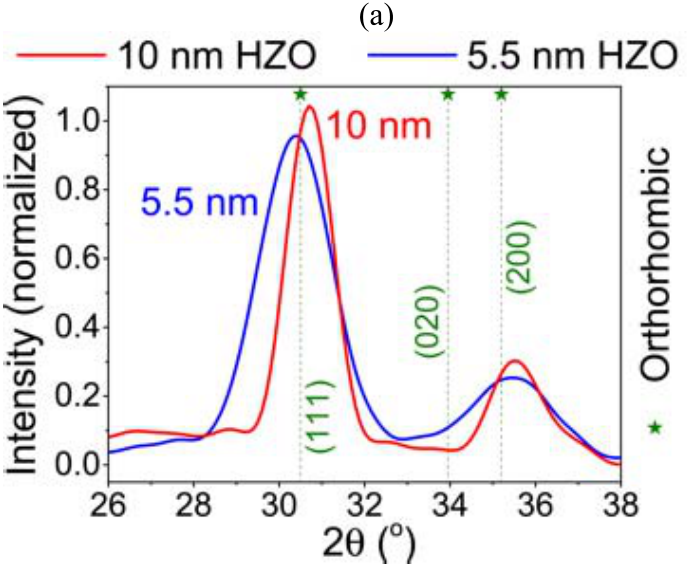 (a)
10 nm HZO
5.5 nm HZO
Intensity (normalized)
1.0
0.8
0.6
0.4
0.2
0.0
10 nm
5.5 nm
(111)
(020)
(200)
26 28 30 32 34 36 38
2θ (°)
★ Orthorhombic